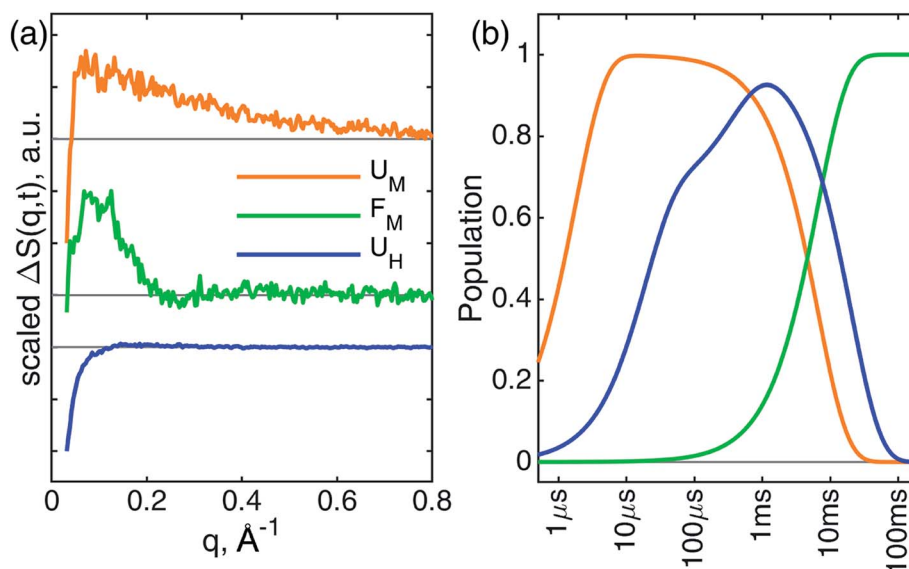 (a)
scaled ΔS(q,t), a.u.
U_M
F_M
U_H
0
0.2
0.4
0.6
0.8
q, Å⁻¹
(b)
Population
1
0.8
0.6
0.4
0.2
0
1μs
10μs
100μs
1ms
10ms
100ms